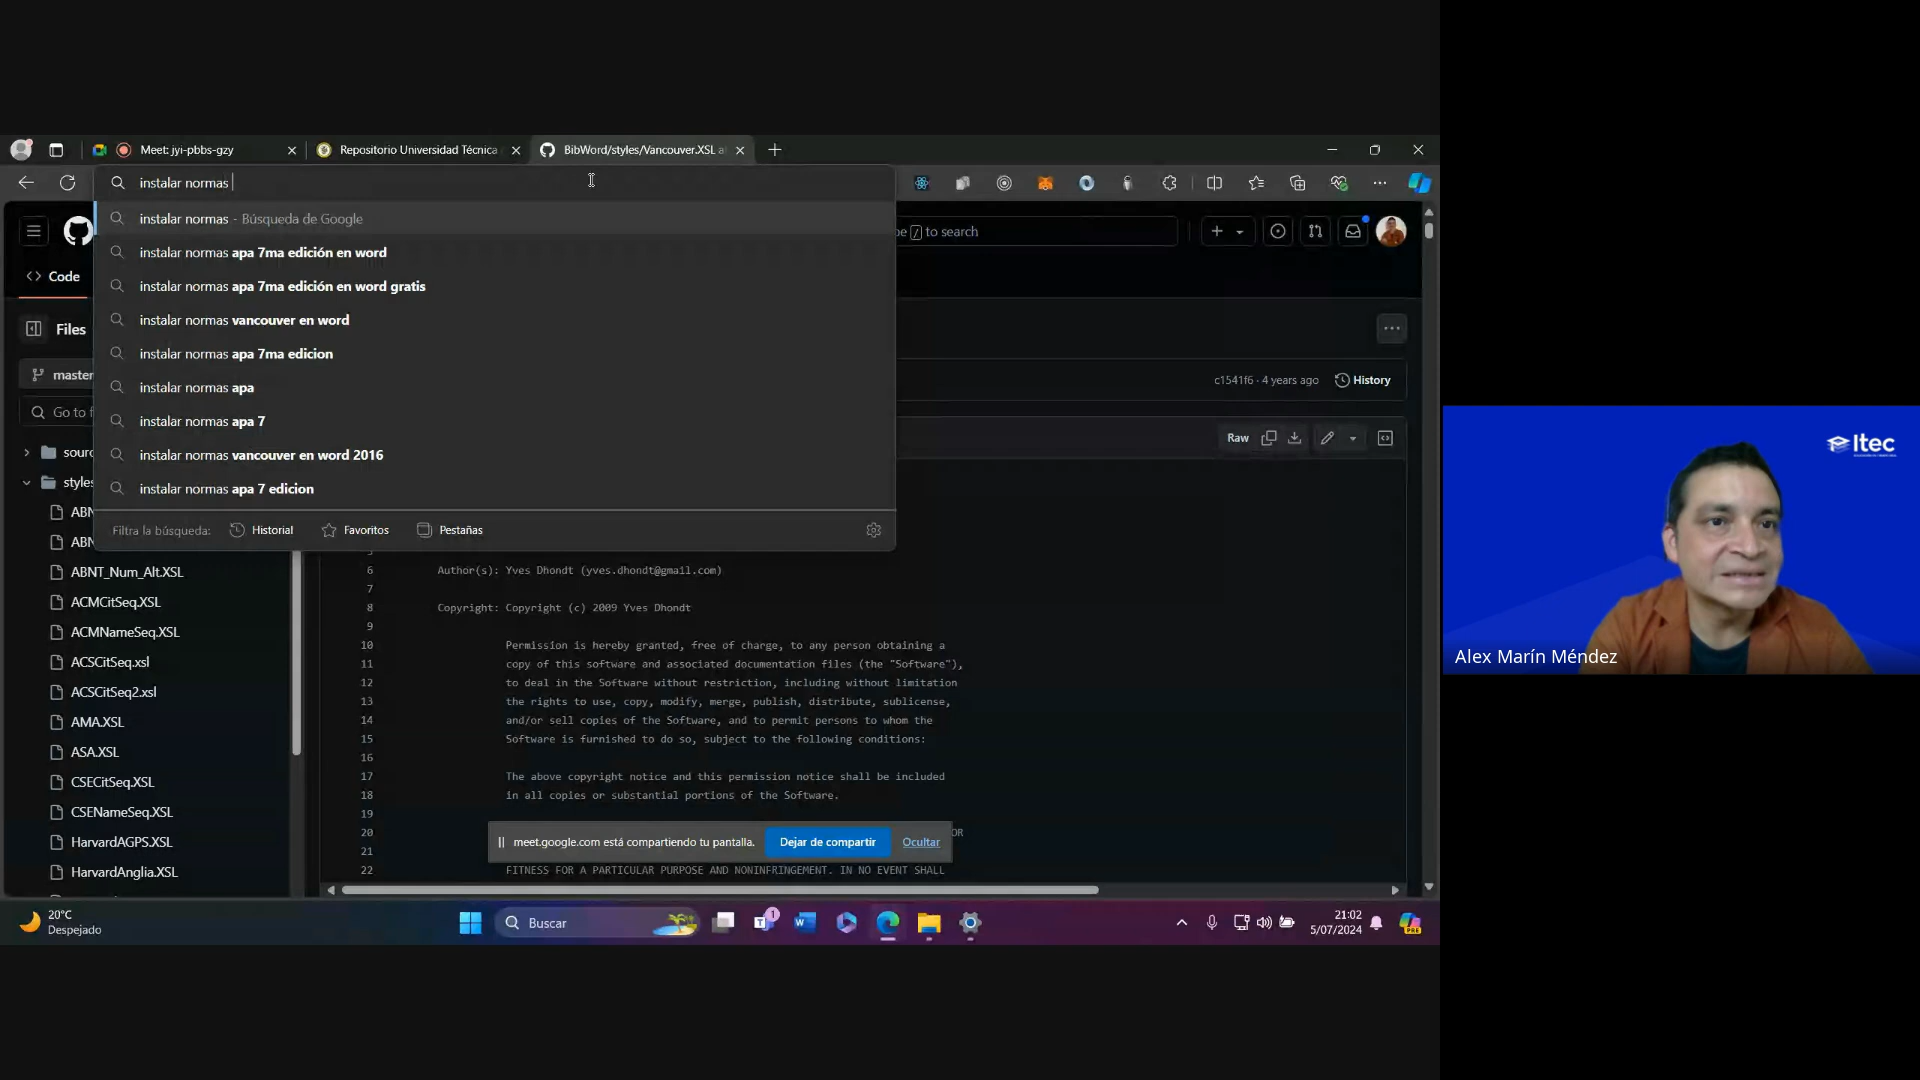 Meet: jyi-pbbs-gzy
Repositorio Universidad Técnica
BibWord/styles/Vancouver.XSL a
instalar normas
instalar normas - Búsqueda de Google
instalar normas apa 7ma edición en word
instalar normas apa 7ma edición en word gratis
instalar normas vancouver en word
instalar normas apa 7ma edicion
instalar normas apa
instalar normas apa 7
instalar normas vancouver en word 2016
instalar normas apa 7 edicion
Filtra la búsqueda: Historial Favoritos Pestañas
pe / to search
Code
Files
master
Go to f
sourc
styles
ABN
ABN
ABNT_Num_Alt.XSL
ACMCitSeq.XSL
ACMNameSeq.XSL
ACSCitSeq.xsl
ACSCitSeq2.xsl
AMA.XSL
ASA.XSL
CSECitSeq.XSL
CSENameSeq.XSL
HarvardAGPS.XSL
HarvardAnglia.XSL
c1541f6 · 4 years ago History
Raw
5
6 Author(s): Yves Dhondt (yves.dhondt@gmail.com)
7
8 Copyright: Copyright (c) 2009 Yves Dhondt
9
10 Permission is hereby granted, free of charge, to any person obtaining a
11 copy of this software and associated documentation files (the "Software"),
12 to deal in the Software without restriction, including without limitation
13 the rights to use, copy, modify, merge, publish, distribute, sublicense,
14 and/or sell copies of the Software, and to permit persons to whom the
15 Software is furnished to do so, subject to the following conditions:
16
17 The above copyright notice and this permission notice shall be included
18 in all copies or substantial portions of the Software.
19
20 OR
21
22 FITNESS FOR A PARTICULAR PURPOSE AND NONINFRINGEMENT. IN NO EVENT SHALL
meet.google.com está compartiendo tu pantalla. Dejar de compartir Ocultar
20°C
Despejado
Buscar
1
21:02
5/07/2024
PRE
Itec
Alex Marín Méndez